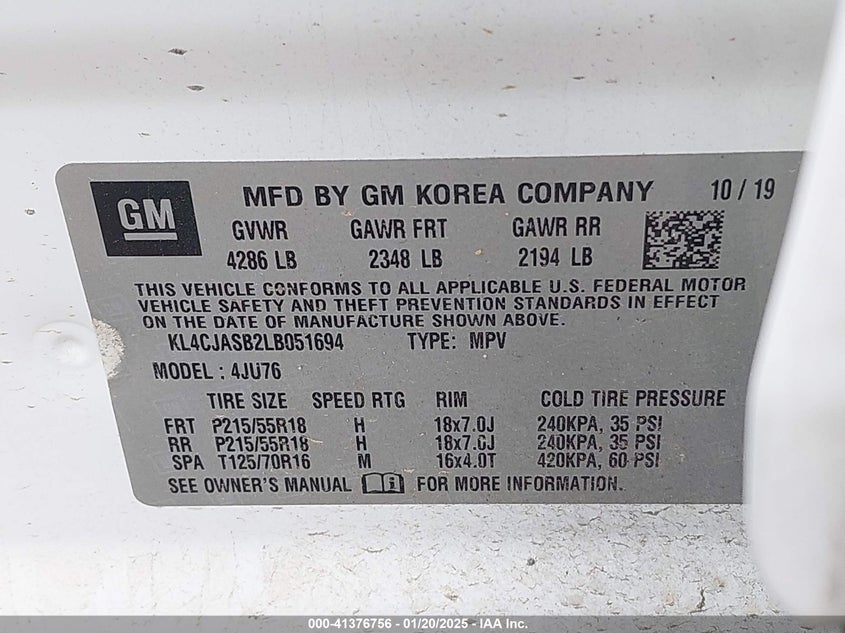 GM
MFD BY GM KOREA COMPANY 10 / 19
GVWR GAWR FRT GAWR RR
4286 LB 2348 LB 2194 LB
THIS VEHICLE CONFORMS TO ALL APPLICABLE U.S. FEDERAL MOTOR
VEHICLE SAFETY AND THEFT PREVENTION STANDARDS IN EFFECT
ON THE DATE OF MANUFACTURE SHOWN ABOVE.
KL4CJASB2LB051694 TYPE: MPV
MODEL : 4JU76
TIRE SIZE SPEED RTG RIM COLD TIRE PRESSURE
FRT P215/55R18 H 18x7.0J 240KPA, 35 PSI
RR P215/55R18 H 18x7.0J 240KPA, 35 PSI
SPA T125/70R16 M 16x4.0T 420KPA, 60 PSI
SEE OWNER'S MANUAL FOR MORE INFORMATION.
000-41376756 — 01/20/2025 — IAA Inc.